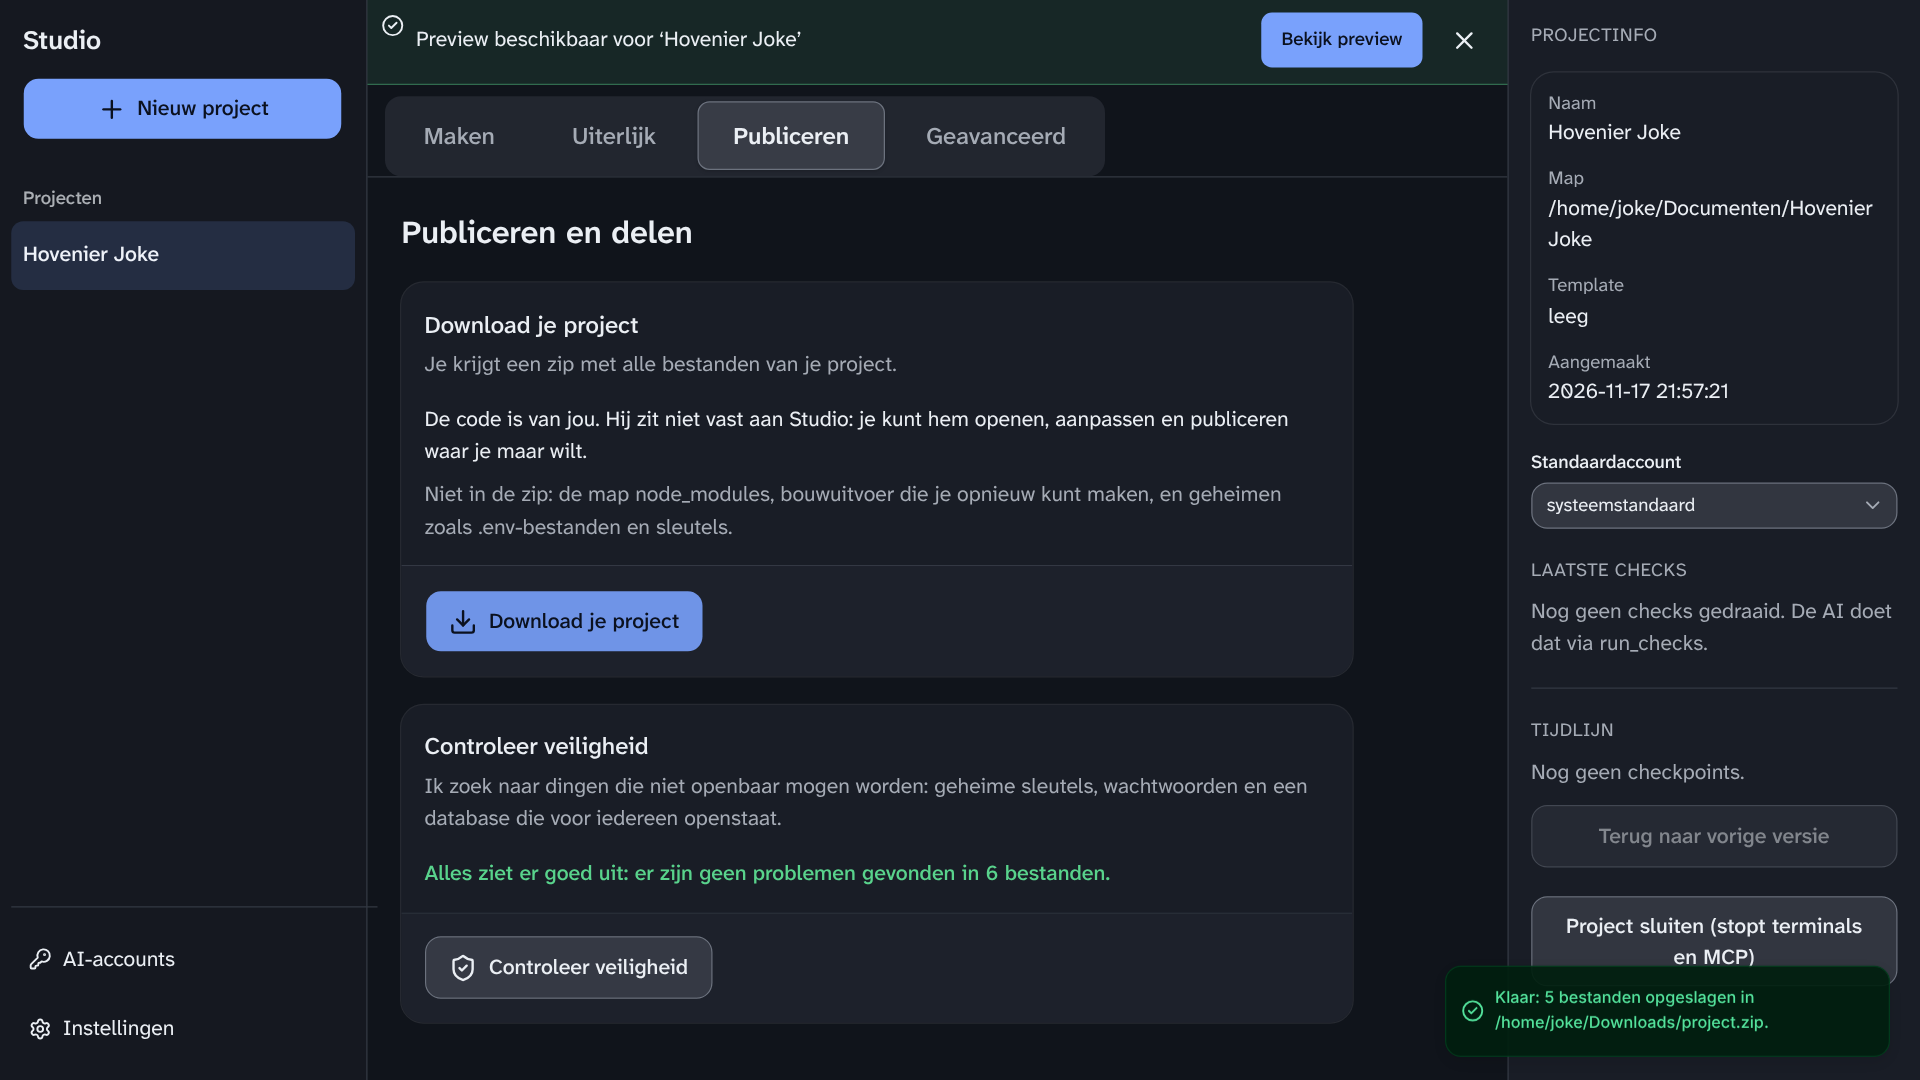 Studio
Nieuw project
Projecten
Hovenier Joke
AI-accounts
Instellingen
Preview beschikbaar voor ‘Hovenier Joke’
Bekijk preview
Maken
Uiterlijk
Publiceren
Geavanceerd
Publiceren en delen
Download je project
Je krijgt een zip met alle bestanden van je project.
De code is van jou. Hij zit niet vast aan Studio: je kunt hem openen, aanpassen en publiceren
waar je maar wilt.
Niet in de zip: de map node_modules, bouwuitvoer die je opnieuw kunt maken, en geheimen
zoals .env-bestanden en sleutels.
Download je project
Controleer veiligheid
Ik zoek naar dingen die niet openbaar mogen worden: geheime sleutels, wachtwoorden en een
database die voor iedereen openstaat.
Alles ziet er goed uit: er zijn geen problemen gevonden in 6 bestanden.
Controleer veiligheid
PROJECTINFO
Naam
Hovenier Joke
Map
/home/joke/Documenten/Hovenier
Joke
Template
leeg
Aangemaakt
2026-11-17 21:57:21
Standaardaccount
systeemstandaard
LAATSTE CHECKS
Nog geen checks gedraaid. De AI doet
dat via run_checks.
TIJDLIJN
Nog geen checkpoints.
Terug naar vorige versie
Project sluiten (stopt terminals
en MCP)
Klaar: 5 bestanden opgeslagen in
/home/joke/Downloads/project.zip.